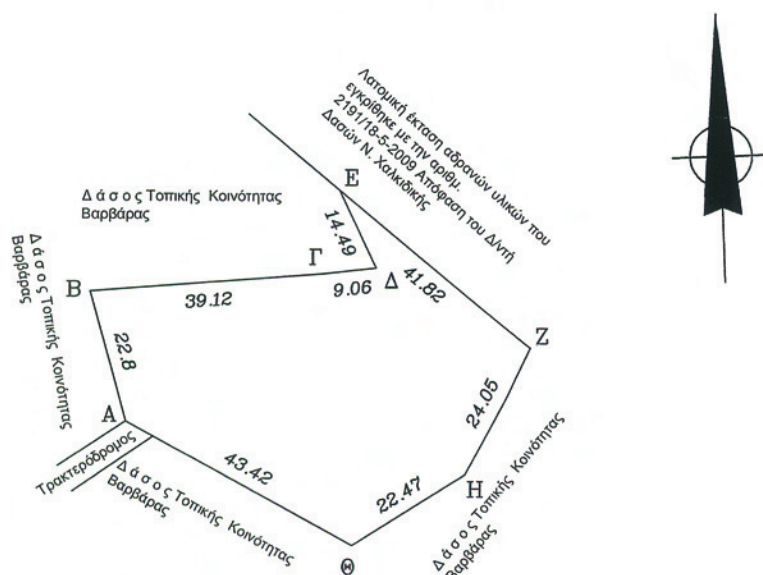 Λατομική έκταση αδρανών υλικών που
εγκρίθηκε με την αριθμ.
2191/18-5-2009 Απόφαση του Δ/ντή
Δασών Ν. Χαλκιδικής
Ε
Δ ά σ ο ς Τοπικής Κοινότητας
Βαρβάρας
14.49
Γ
Δ
41.82
Β
39.12
9.06
Δ ά σ ο ς Τοπικής Κοινότητας
Βαρβάρας
22.8
Ζ
24.05
Α
Τρακτερόδρομος
43.42
Δ ά σ ο ς Τοπικής Κοινότητας
Βαρβάρας
22.47
Η
Δ ά σ ο ς Τοπικής Κοινότητας
Βαρβάρας
Θ